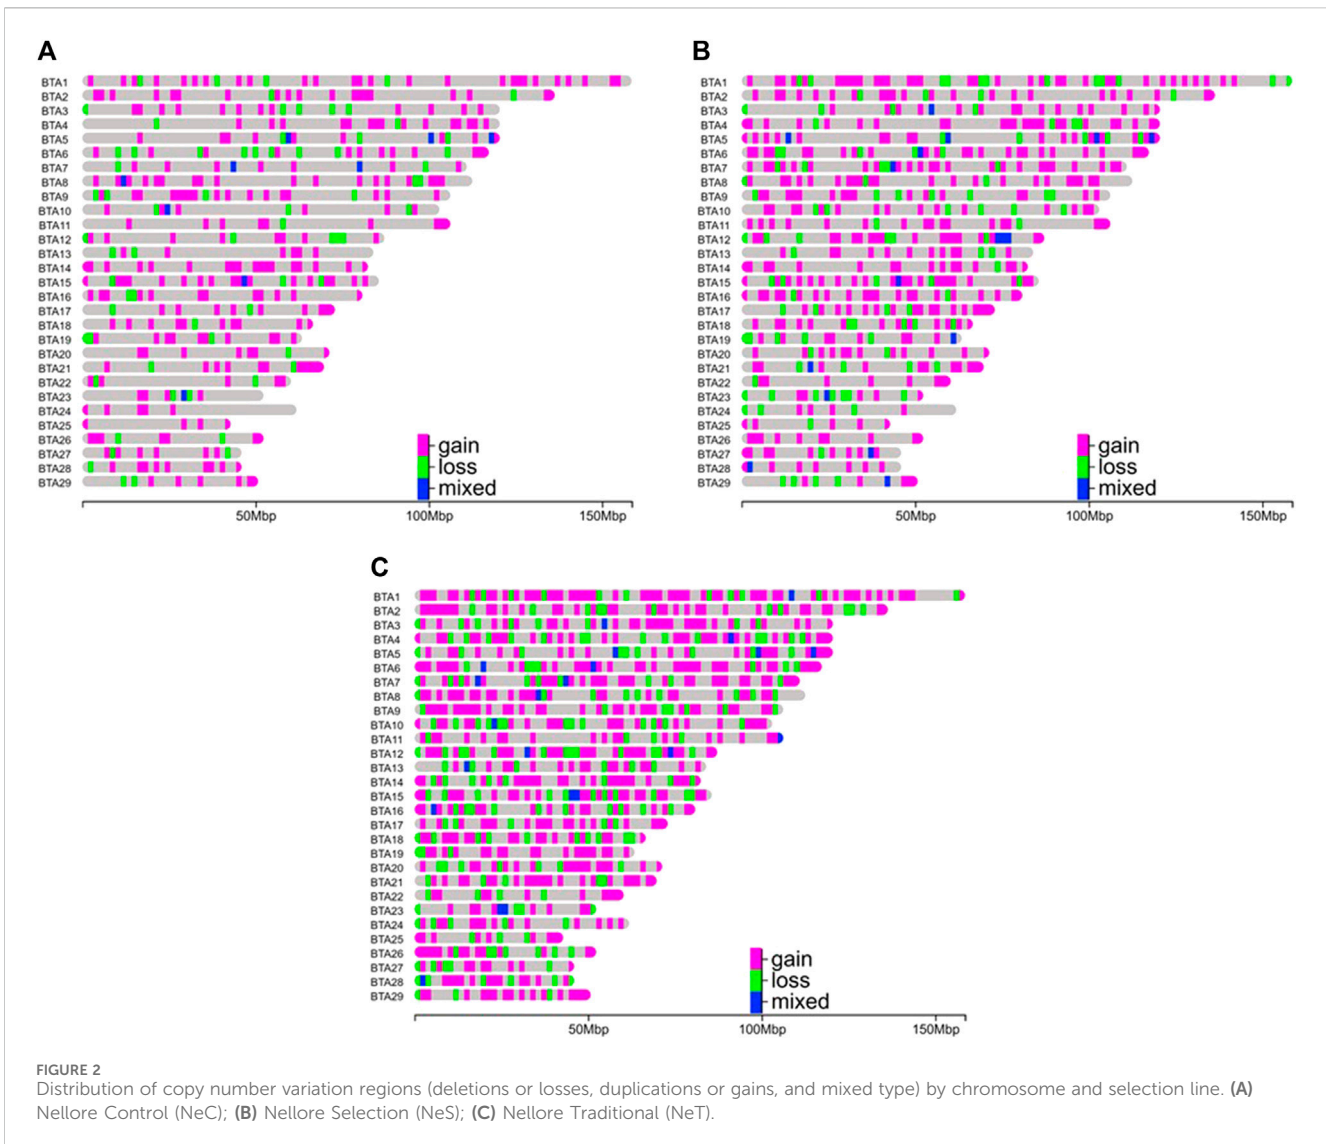 A
BTA1
BTA2
BTA3
BTA4
BTA5
BTA6
BTA7
BTA8
BTA9
BTA10
BTA11
BTA12
BTA13
BTA14
BTA15
BTA16
BTA17
BTA18
BTA19
BTA20
BTA21
BTA22
BTA23
BTA24
BTA25
BTA26
BTA27
BTA28
BTA29
gain
loss
mixed
50Mbp 100Mbp 150Mbp
B
BTA1
BTA2
BTA3
BTA4
BTA5
BTA6
BTA7
BTA8
BTA9
BTA10
BTA11
BTA12
BTA13
BTA14
BTA15
BTA16
BTA17
BTA18
BTA19
BTA20
BTA21
BTA22
BTA23
BTA24
BTA25
BTA26
BTA27
BTA28
BTA29
gain
loss
mixed
50Mbp 100Mbp 150Mbp
C
BTA1
BTA2
BTA3
BTA4
BTA5
BTA6
BTA7
BTA8
BTA9
BTA10
BTA11
BTA12
BTA13
BTA14
BTA15
BTA16
BTA17
BTA18
BTA19
BTA20
BTA21
BTA22
BTA23
BTA24
BTA25
BTA26
BTA27
BTA28
BTA29
gain
loss
mixed
50Mbp 100Mbp 150Mbp
FIGURE 2
Distribution of copy number variation regions (deletions or losses, duplications or gains, and mixed type) by chromosome and selection line. (A)
Nellore Control (NeC); (B) Nellore Selection (NeS); (C) Nellore Traditional (NeT).